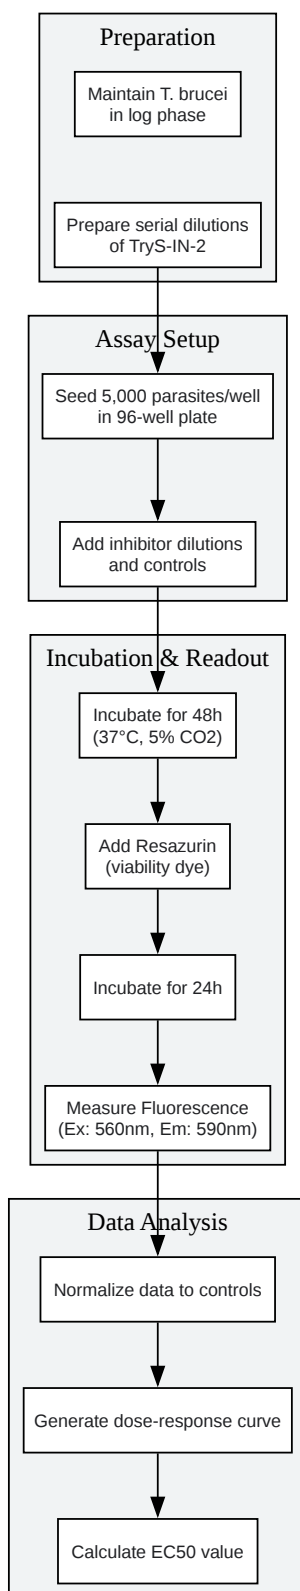 Preparation
Maintain T. brucei
in log phase
Prepare serial dilutions
of TryS-IN-2
Assay Setup
Seed 5,000 parasites/well
in 96-well plate
Add inhibitor dilutions
and controls
Incubation & Readout
Incubate for 48h
(37°C, 5% CO2)
Add Resazurin
(viability dye)
Incubate for 24h
Measure Fluorescence
(Ex: 560nm, Em: 590nm)
Data Analysis
Normalize data to controls
Generate dose-response curve
Calculate EC50 value